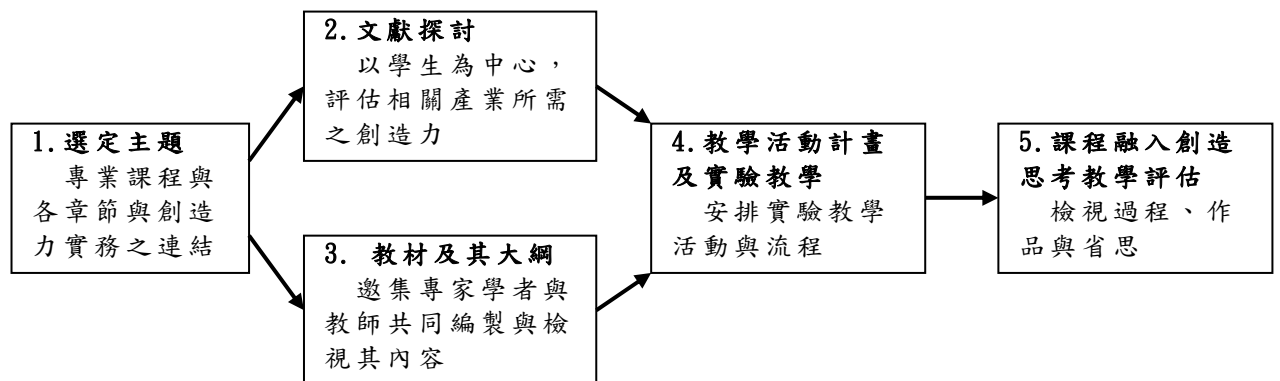 1.選定主題
專業課程與
各章節與創造
力實務之連結
2.文獻探討
以學生為中心，
評估相關產業所需
之創造力
3. 教材及其大綱
邀集專家學者與
教師共同編製與檢
視其內容
4.教學活動計畫
及實驗教學
安排實驗教學
活動與流程
5.課程融入創造
思考教學評估
檢視過程、作
品與省思